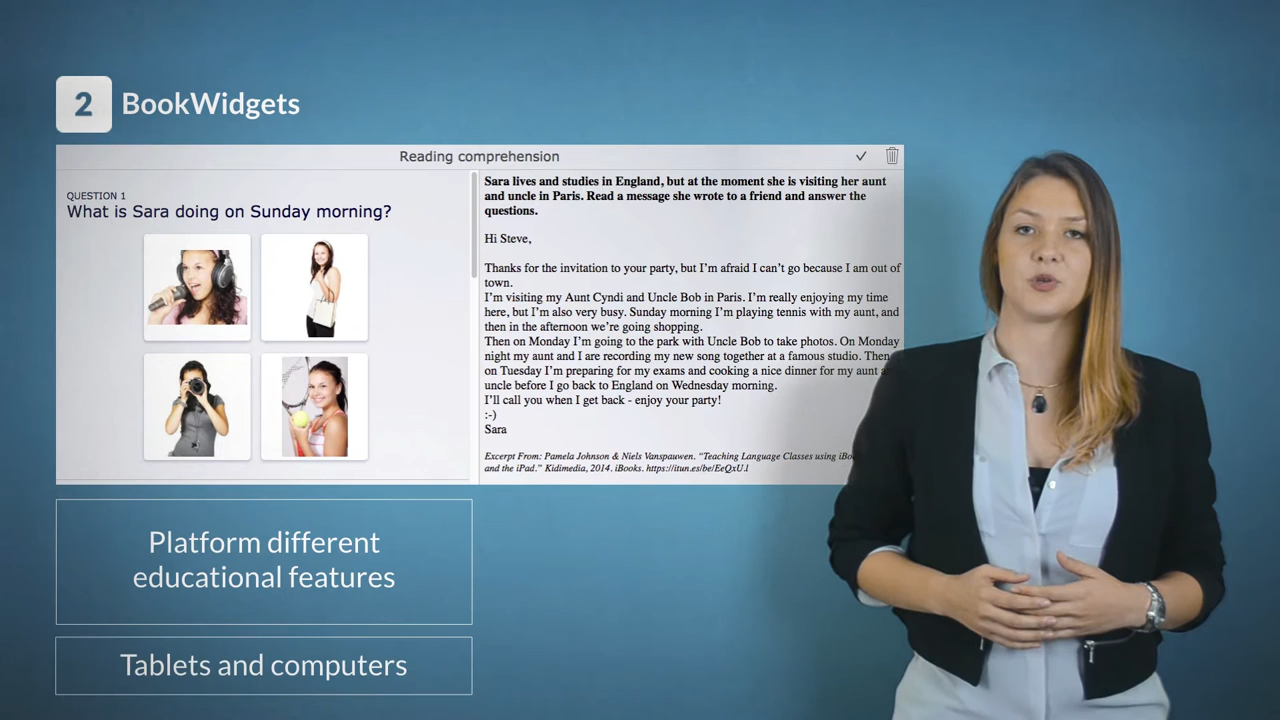 2 BookWidgets
Reading comprehension
QUESTION 1
What is Sara doing on Sunday morning?
Sara lives and studies in England, but at the moment she is visiting her aunt
and uncle in Paris. Read a message she wrote to a friend and answer the
questions.
Hi Steve,
Thanks for the invitation to your party, but I'm afraid I can't go because I am out of
town.
I'm visiting my Aunt Cyndi and Uncle Bob in Paris. I'm really enjoying my time
here, but I'm also very busy. Sunday morning I'm playing tennis with my aunt, and
then in the afternoon we're going shopping.
Then on Monday I'm going to the park with Uncle Bob to take photos. On Monday
night my aunt and I are recording my new song together at a famous studio. Then
on Tuesday I'm preparing for my exams and cooking a nice dinner for my aunt
uncle before I go back to England on Wednesday morning.
I'll call you when I get back - enjoy your party!
:-)
Sara
Excerpt From: Pamela Johnson & Niels Vanspauwen. "Teaching Language Classes using
and the iPad." Kidimedia, 2014. iBooks. https://itun.es/be/EeQxU.l
Platform different
educational features
Tablets and computers